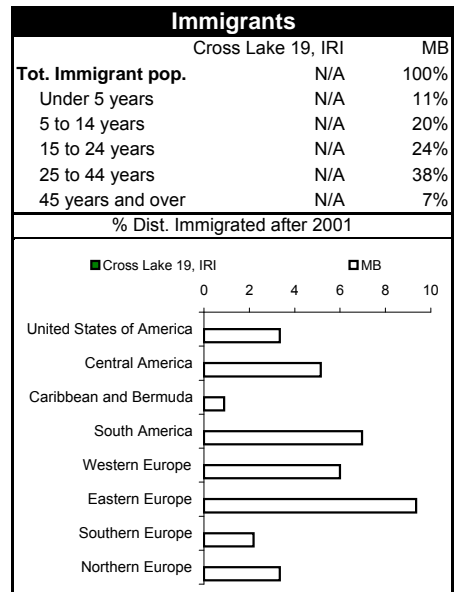 Immigrants
Cross Lake 19, IRI MB
Tot. Immigrant pop. N/A 100%
Under 5 years N/A 11%
5 to 14 years N/A 20%
15 to 24 years N/A 24%
25 to 44 years N/A 38%
45 years and over N/A 7%
% Dist. Immigrated after 2001
Cross Lake 19, IRI MB
0 2 4 6 8 10
United States of America
Central America
Caribbean and Bermuda
South America
Western Europe
Eastern Europe
Southern Europe
Northern Europe